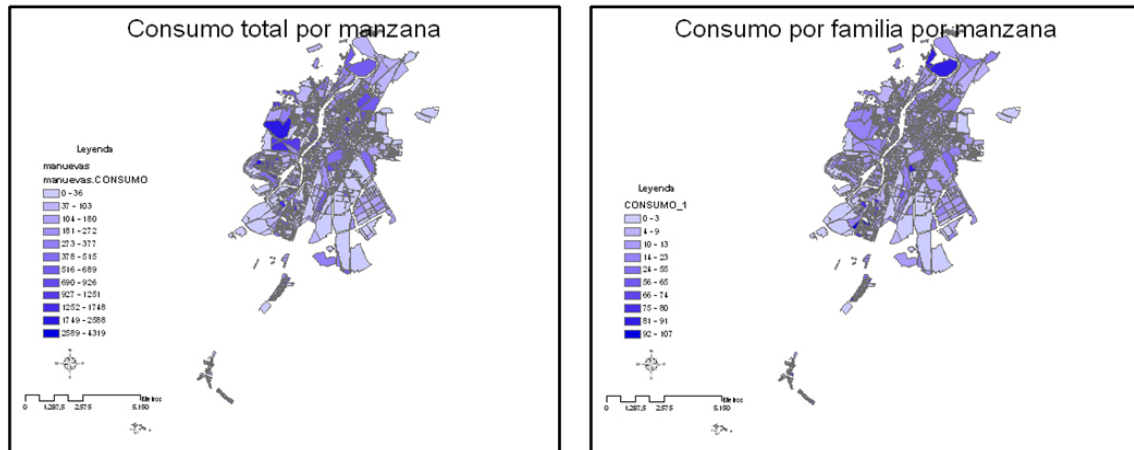 Consumo total por manzana
Leyenda
manuevas
manuevas.CONSUMO
0 - 36
37 - 103
104 - 180
181 - 272
273 - 377
378 - 515
516 - 689
690 - 926
927 - 1251
1252 - 1748
1749 - 2588
2589 - 4319
0 1.287,5 2.575 5.150
Metros
Consumo por familia por manzana
Leyenda
CONSUMO_1
0 - 3
4 - 9
10 - 13
14 - 23
24 - 55
56 - 65
66 - 74
75 - 80
81 - 91
92 - 107
0 1.287,5 2.575 5.150
Metros